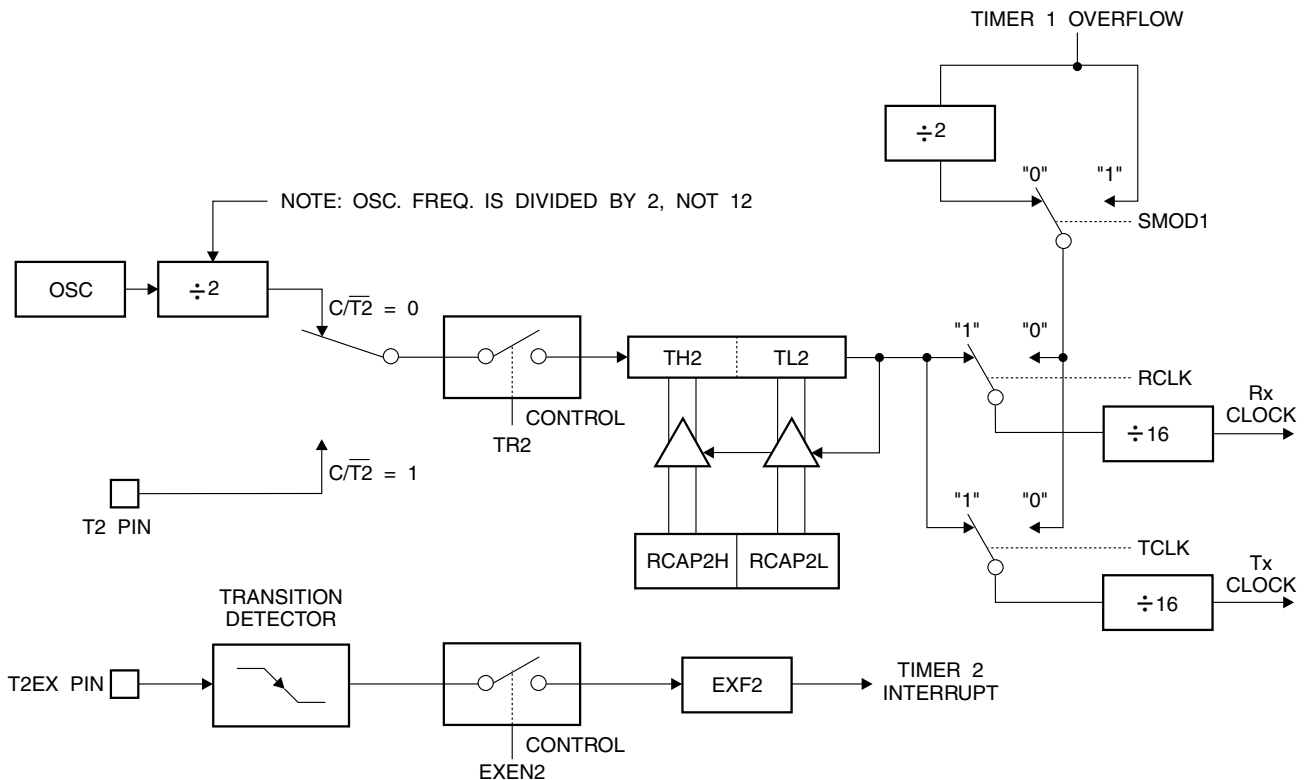 TIMER 1 OVERFLOW
÷2
"0"
"1"
SMOD1
NOTE: OSC. FREQ. IS DIVIDED BY 2, NOT 12
OSC
÷2
C/T̅2̅ = 0
TH2
TL2
"1"
"0"
RCLK
CONTROL
TR2
Rx
CLOCK
÷16
C/T̅2̅ = 1
T2 PIN
"1"
"0"
RCAP2H
RCAP2L
TCLK
Tx
CLOCK
÷16
TRANSITION
DETECTOR
T2EX PIN
EXF2
TIMER 2
INTERRUPT
CONTROL
EXEN2